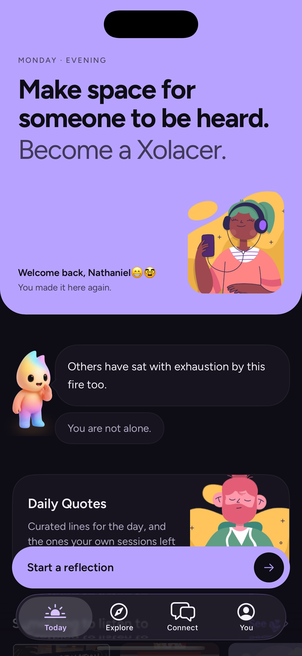 MONDAY · EVENING
Make space for
someone to be heard.
Become a Xolacer.
Welcome back, Nathaniel😁🤓
You made it here again.
Others have sat with exhaustion by this
fire too.
You are not alone.
Daily Quotes
Curated lines for the day, and
the ones your own sessions left
Start a reflection
Today
Explore
Connect
You